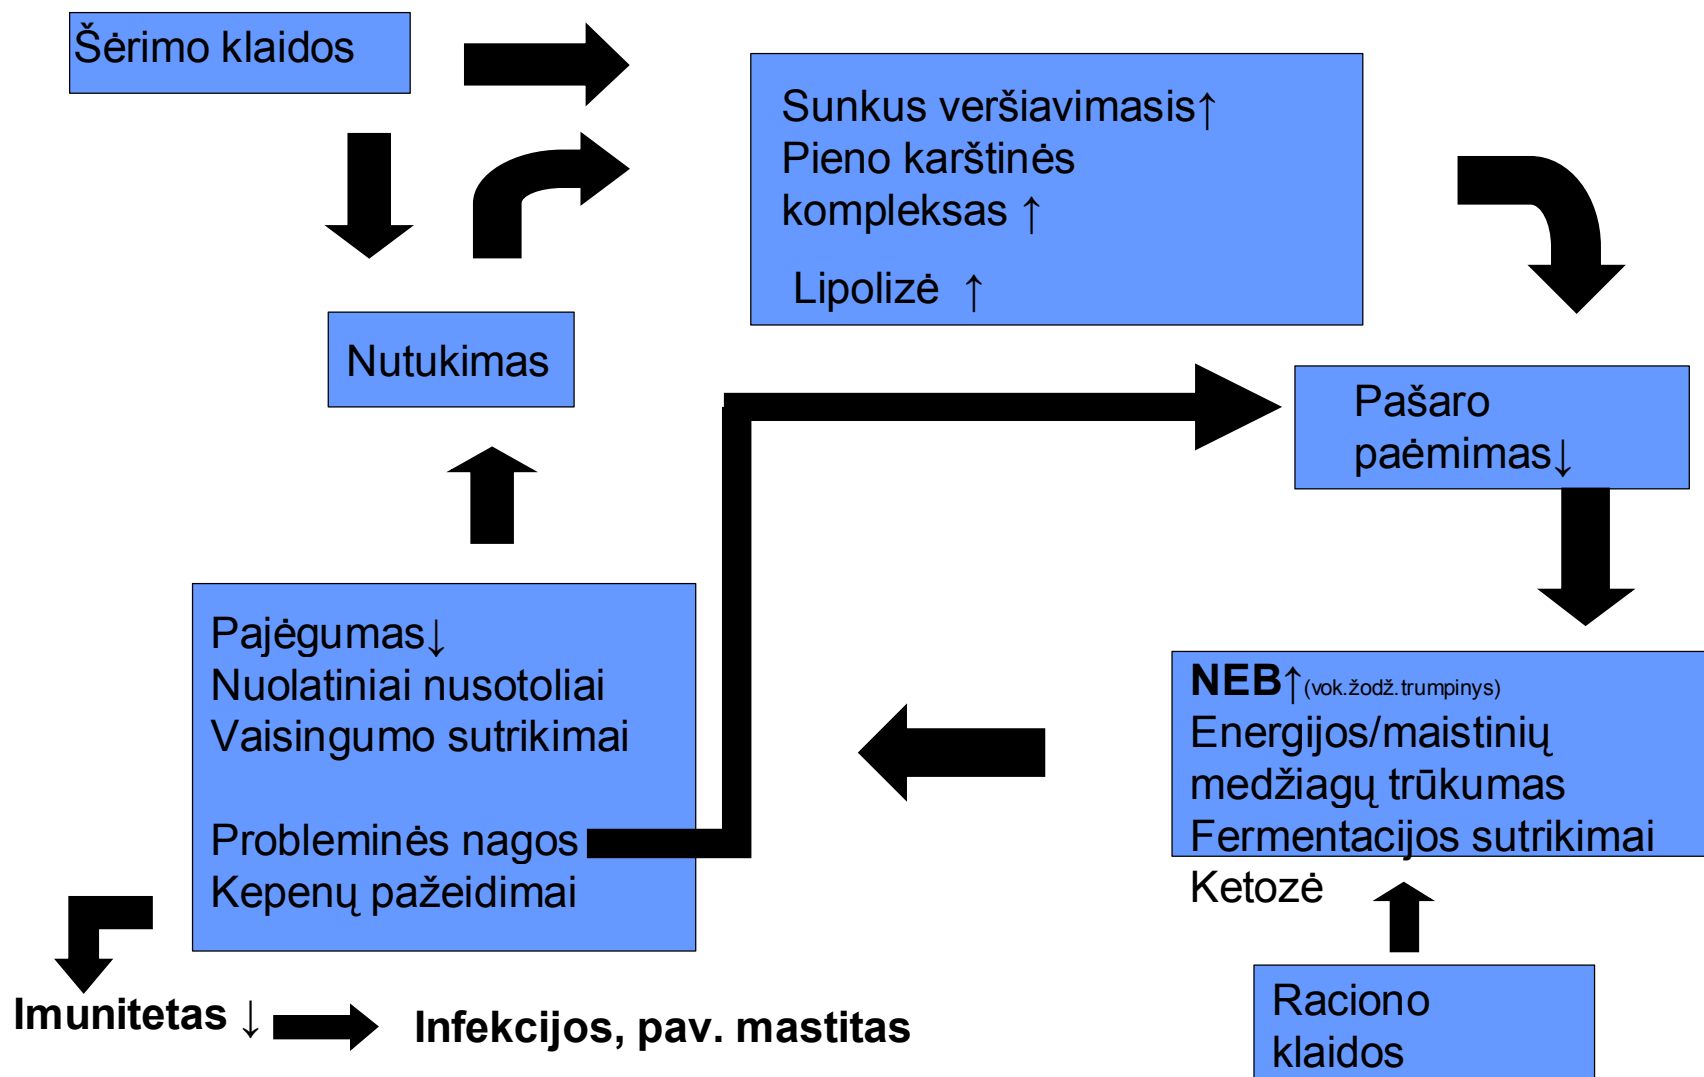 Šėrimo klaidos
Sunkus veršiavimasis↑
Pieno karštinės
kompleksas ↑
Lipolizė ↑
Nutukimas
Pašaro
paėmimas↓
Pajėgumas↓
Nuolatiniai nusotoliai
Vaisingumo sutrikimai
Probleminės nagos
Kepenų pažeidimai
NEB↑(vok.žodž.trumpinys)
Energijos/maistinių
medžiagų trūkumas
Fermentacijos sutrikimai
Ketozė
Imunitetas ↓
Infekcijos, pav. mastitas
Raciono
klaidos